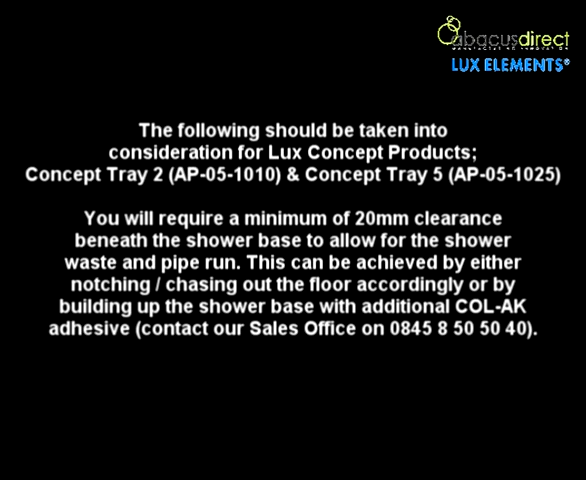 abacusdirect
LUX ELEMENTS®
The following should be taken into
consideration for Lux Concept Products;
Concept Tray 2 (AP-05-1010) & Concept Tray 5 (AP-05-1025)
You will require a minimum of 20mm clearance
beneath the shower base to allow for the shower
waste and pipe run. This can be achieved by either
notching / chasing out the floor accordingly or by
building up the shower base with additional COL-AK
adhesive (contact our Sales Office on 0845 8 50 50 40).